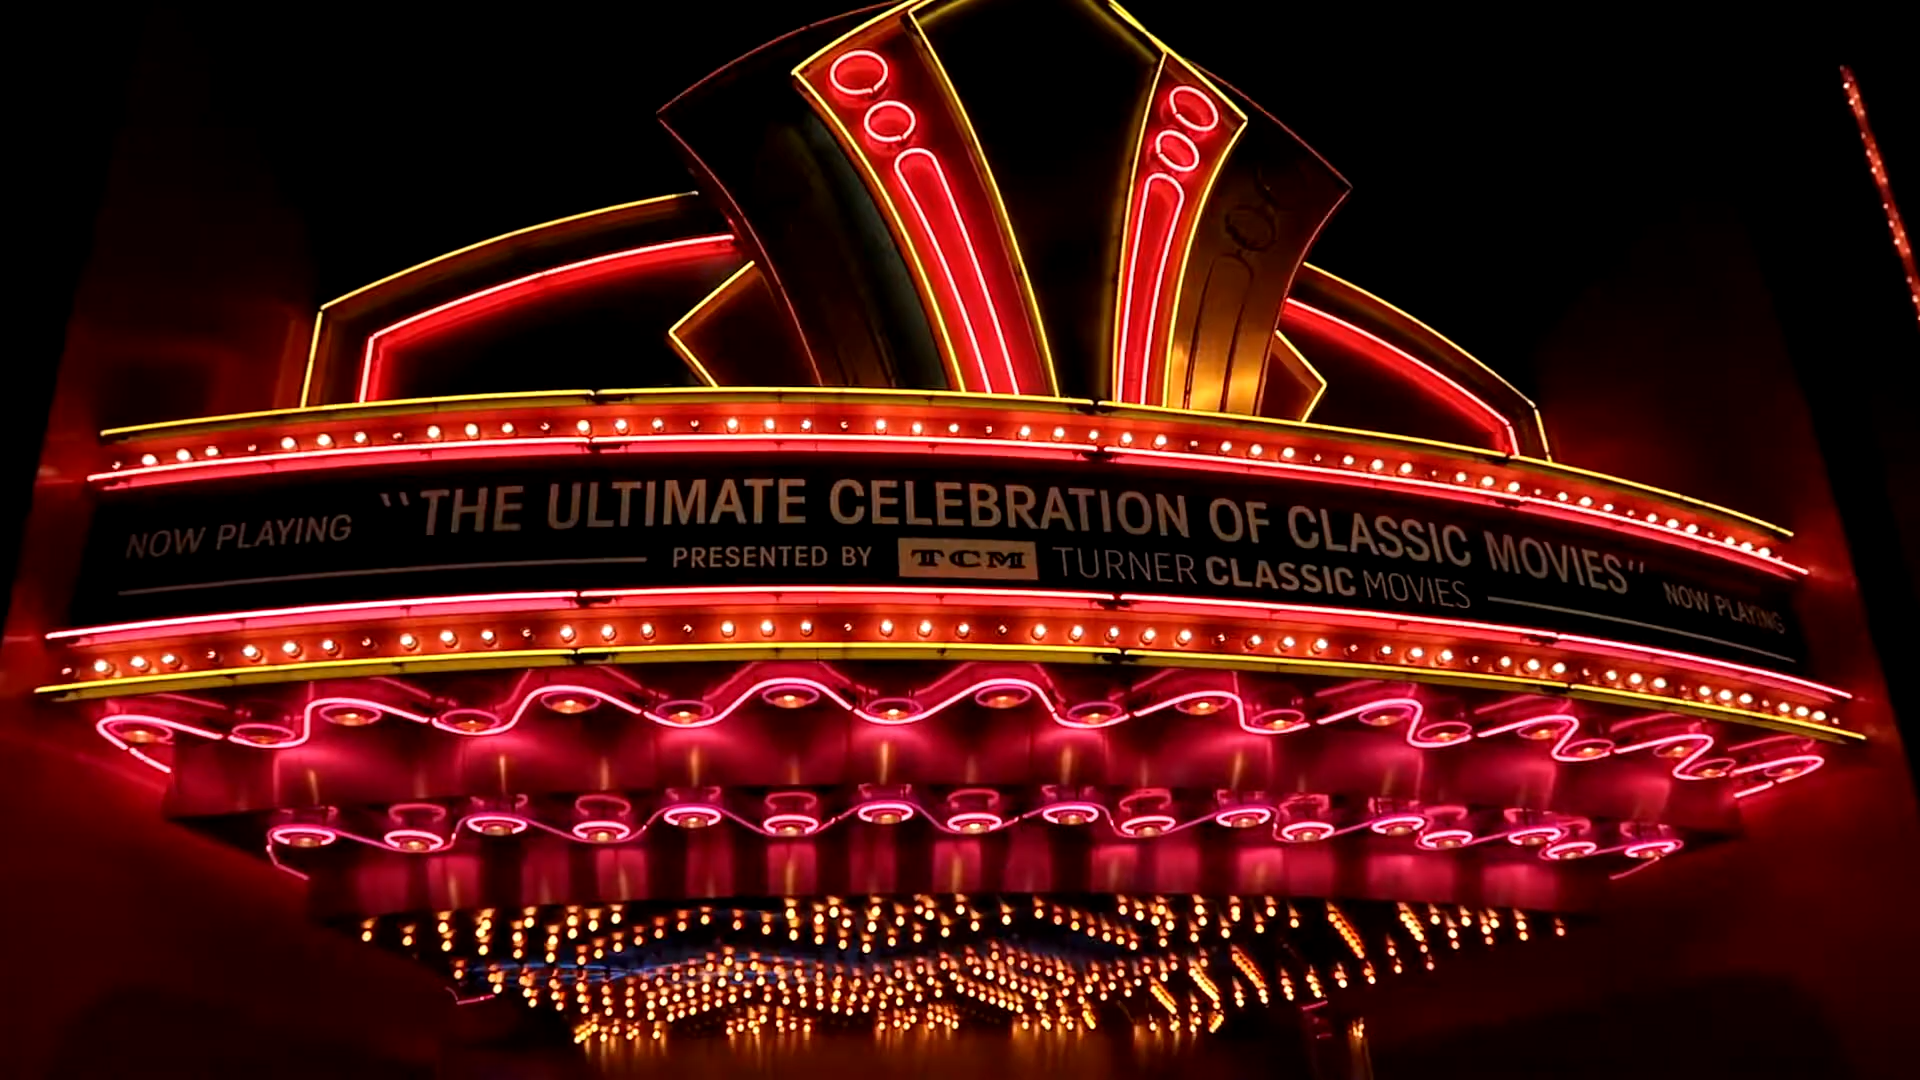 NOW PLAYING "THE ULTIMATE CELEBRATION OF CLASSIC MOVIES" NOW PLAYING
PRESENTED BY TCM TURNER CLASSIC MOVIES